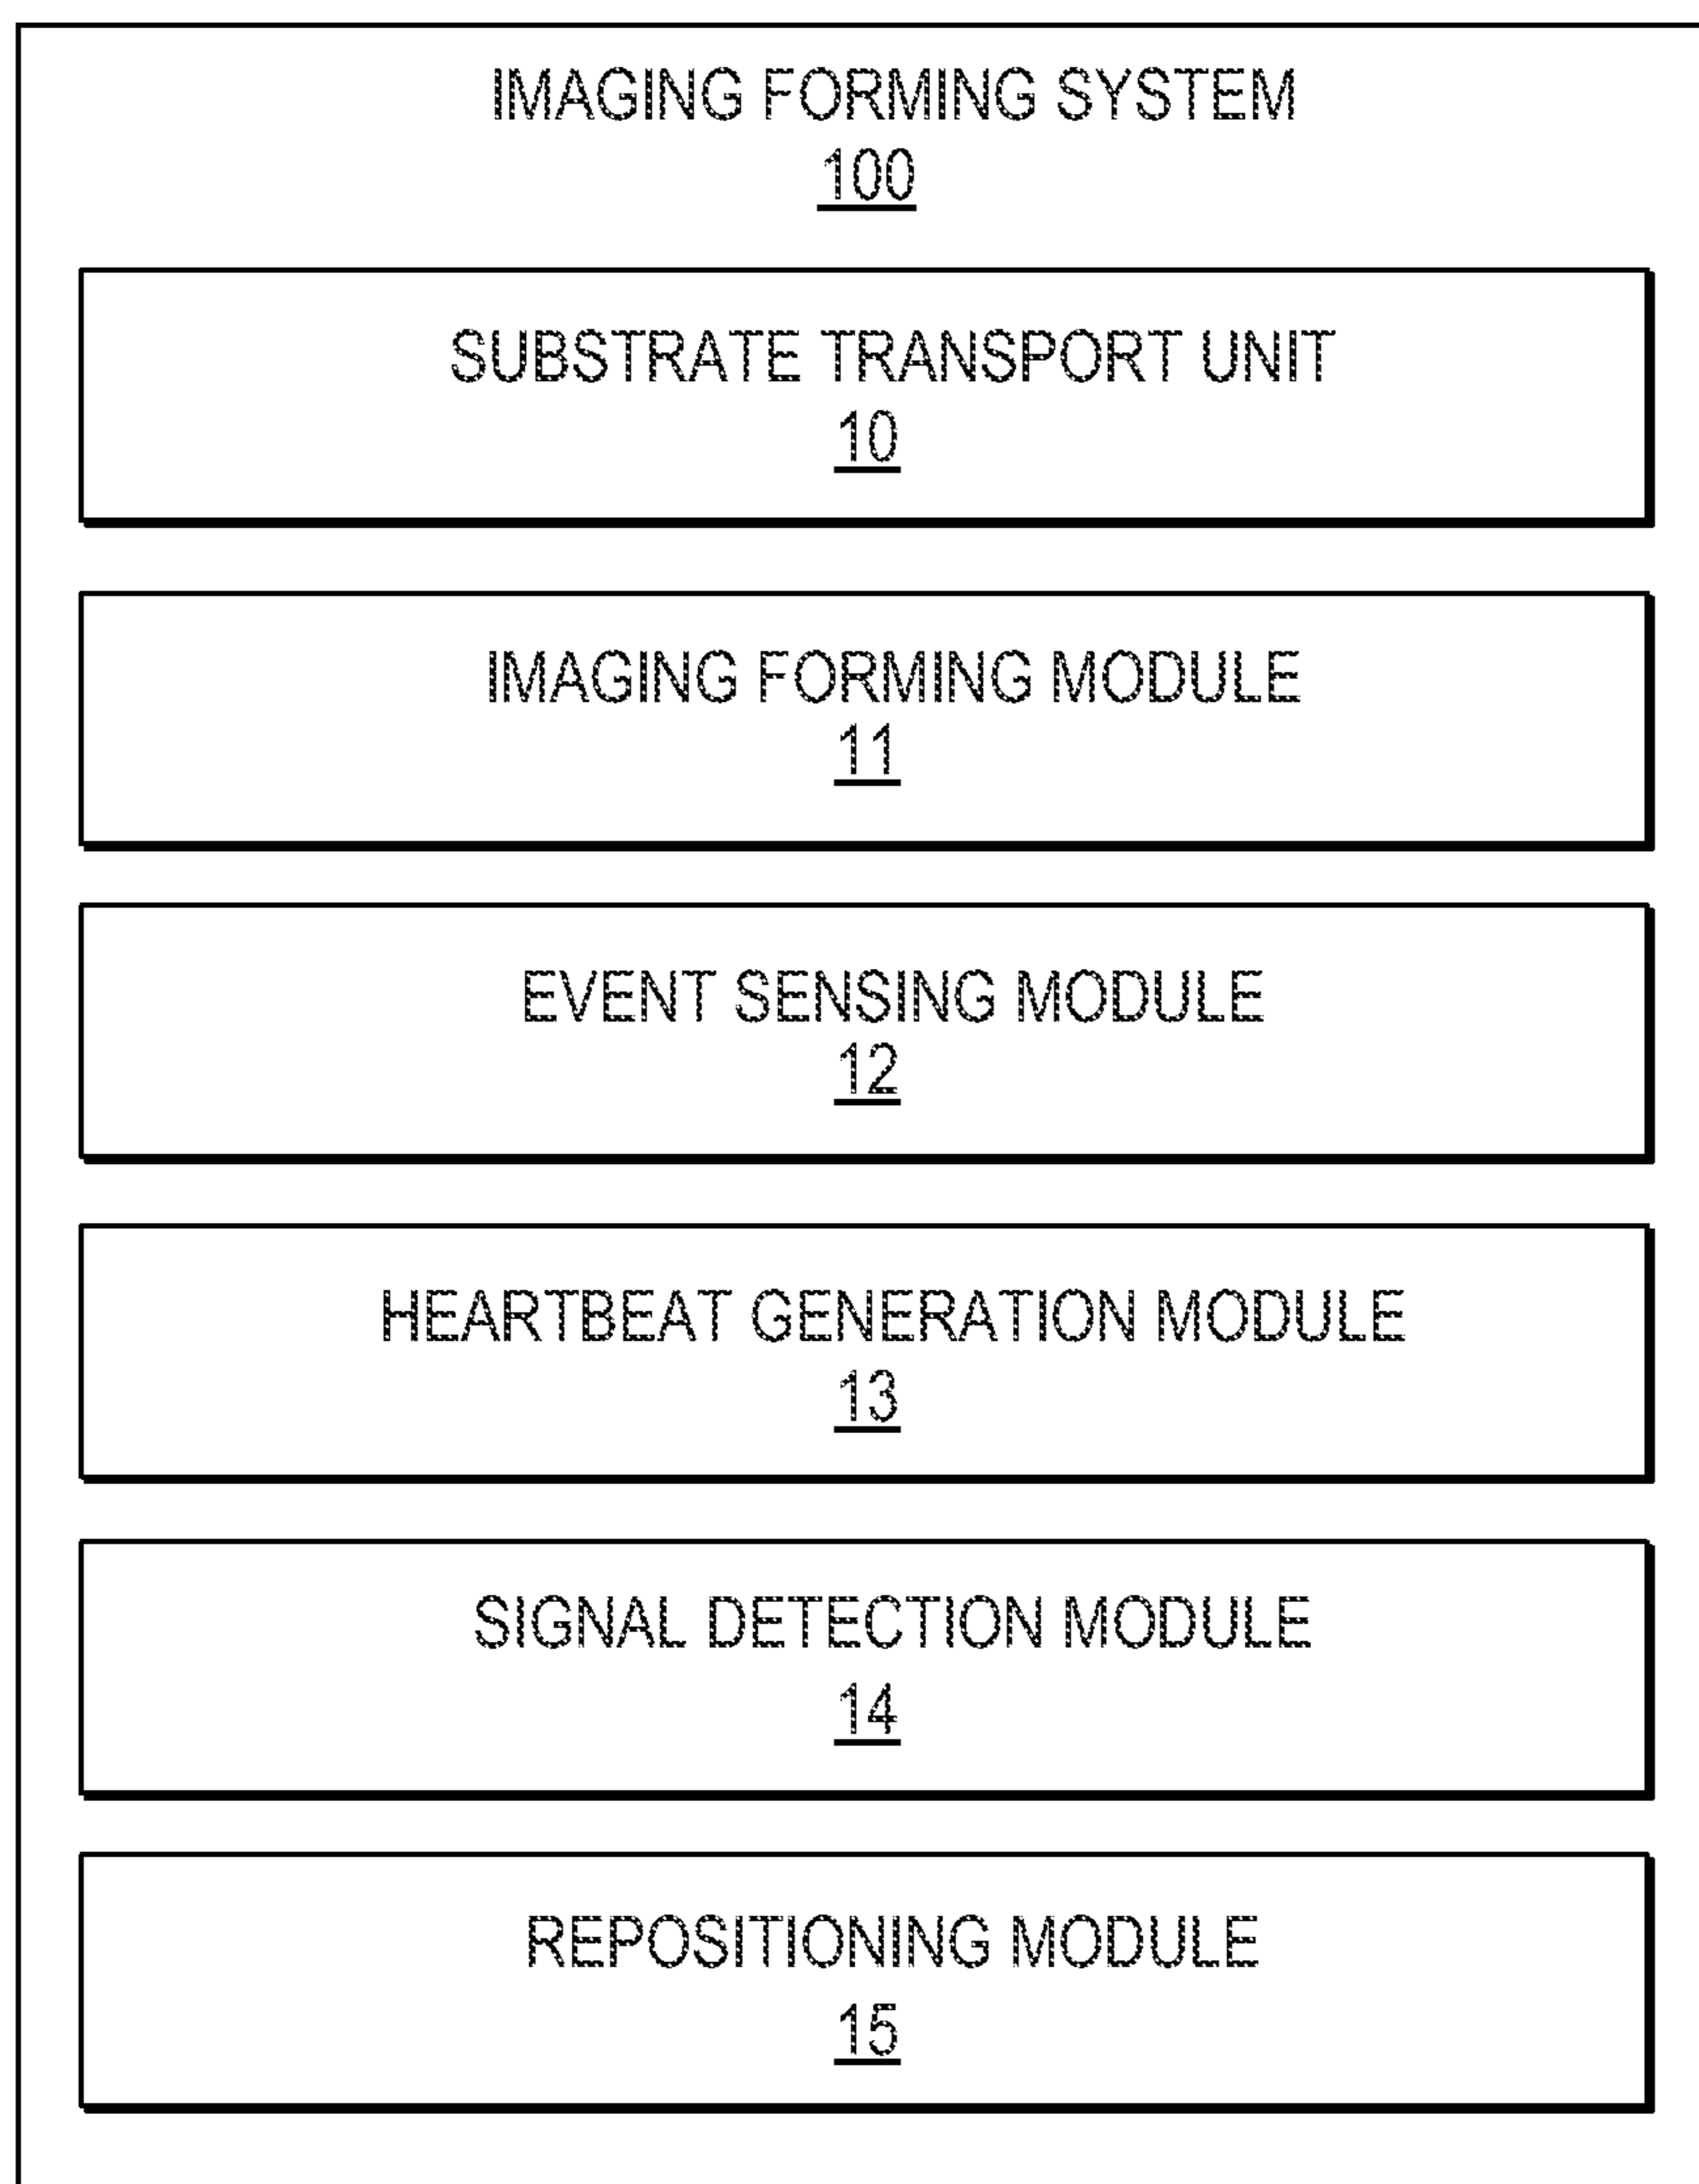 IMAGING FORMING SYSTEM
100
SUBSTRATE TRANSPORT UNIT
10
IMAGING FORMING MODULE
11
EVENT SENSING MODULE
12
HEARTBEAT GENERATION MODULE
13
SIGNAL DETECTION MODULE
14
REPOSITIONING MODULE
15